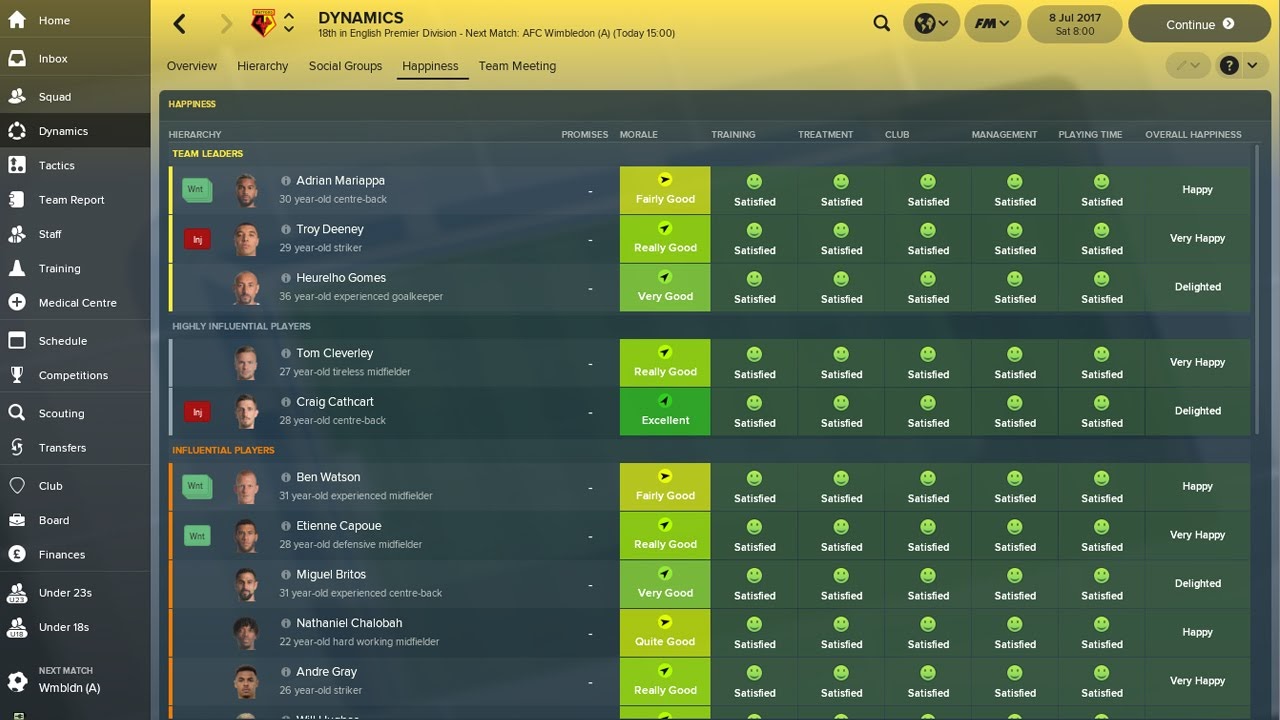 Home
Inbox
Squad
Dynamics
Tactics
Team Report
Staff
Training
Medical Centre
Schedule
Competitions
Scouting
Transfers
Club
Board
Finances
U23
Under 23s
U18
Under 18s
NEXT MATCH
Wmbldn (A)
DYNAMICS
18th in English Premier Division - Next Match: AFC Wimbledon (A) (Today 15:00)
FM
8 Jul 2017
Sat 8:00
Continue
Overview Hierarchy Social Groups Happiness Team Meeting
?
HAPPINESS
HIERARCHY PROMISES MORALE TRAINING TREATMENT CLUB MANAGEMENT PLAYING TIME OVERALL HAPPINESS
TEAM LEADERS
Wnt Adrian Mariappa
30 year-old centre-back - Fairly Good Satisfied Satisfied Satisfied Satisfied Satisfied Happy
Inj Troy Deeney
29 year-old striker - Really Good Satisfied Satisfied Satisfied Satisfied Satisfied Very Happy
Heurelho Gomes
36 year-old experienced goalkeeper - Very Good Satisfied Satisfied Satisfied Satisfied Satisfied Delighted
HIGHLY INFLUENTIAL PLAYERS
Tom Cleverley
27 year-old tireless midfielder - Really Good Satisfied Satisfied Satisfied Satisfied Satisfied Very Happy
Inj Craig Cathcart
28 year-old centre-back - Excellent Satisfied Satisfied Satisfied Satisfied Satisfied Delighted
INFLUENTIAL PLAYERS
Wnt Ben Watson
31 year-old experienced midfielder - Fairly Good Satisfied Satisfied Satisfied Satisfied Satisfied Happy
Wnt Etienne Capoue
28 year-old defensive midfielder - Really Good Satisfied Satisfied Satisfied Satisfied Satisfied Very Happy
Miguel Britos
31 year-old experienced centre-back - Very Good Satisfied Satisfied Satisfied Satisfied Satisfied Delighted
Nathaniel Chalobah
22 year-old hard working midfielder - Quite Good Satisfied Satisfied Satisfied Satisfied Satisfied Happy
Andre Gray
26 year-old striker - Really Good Satisfied Satisfied Satisfied Satisfied Satisfied Very Happy
Will Hughes